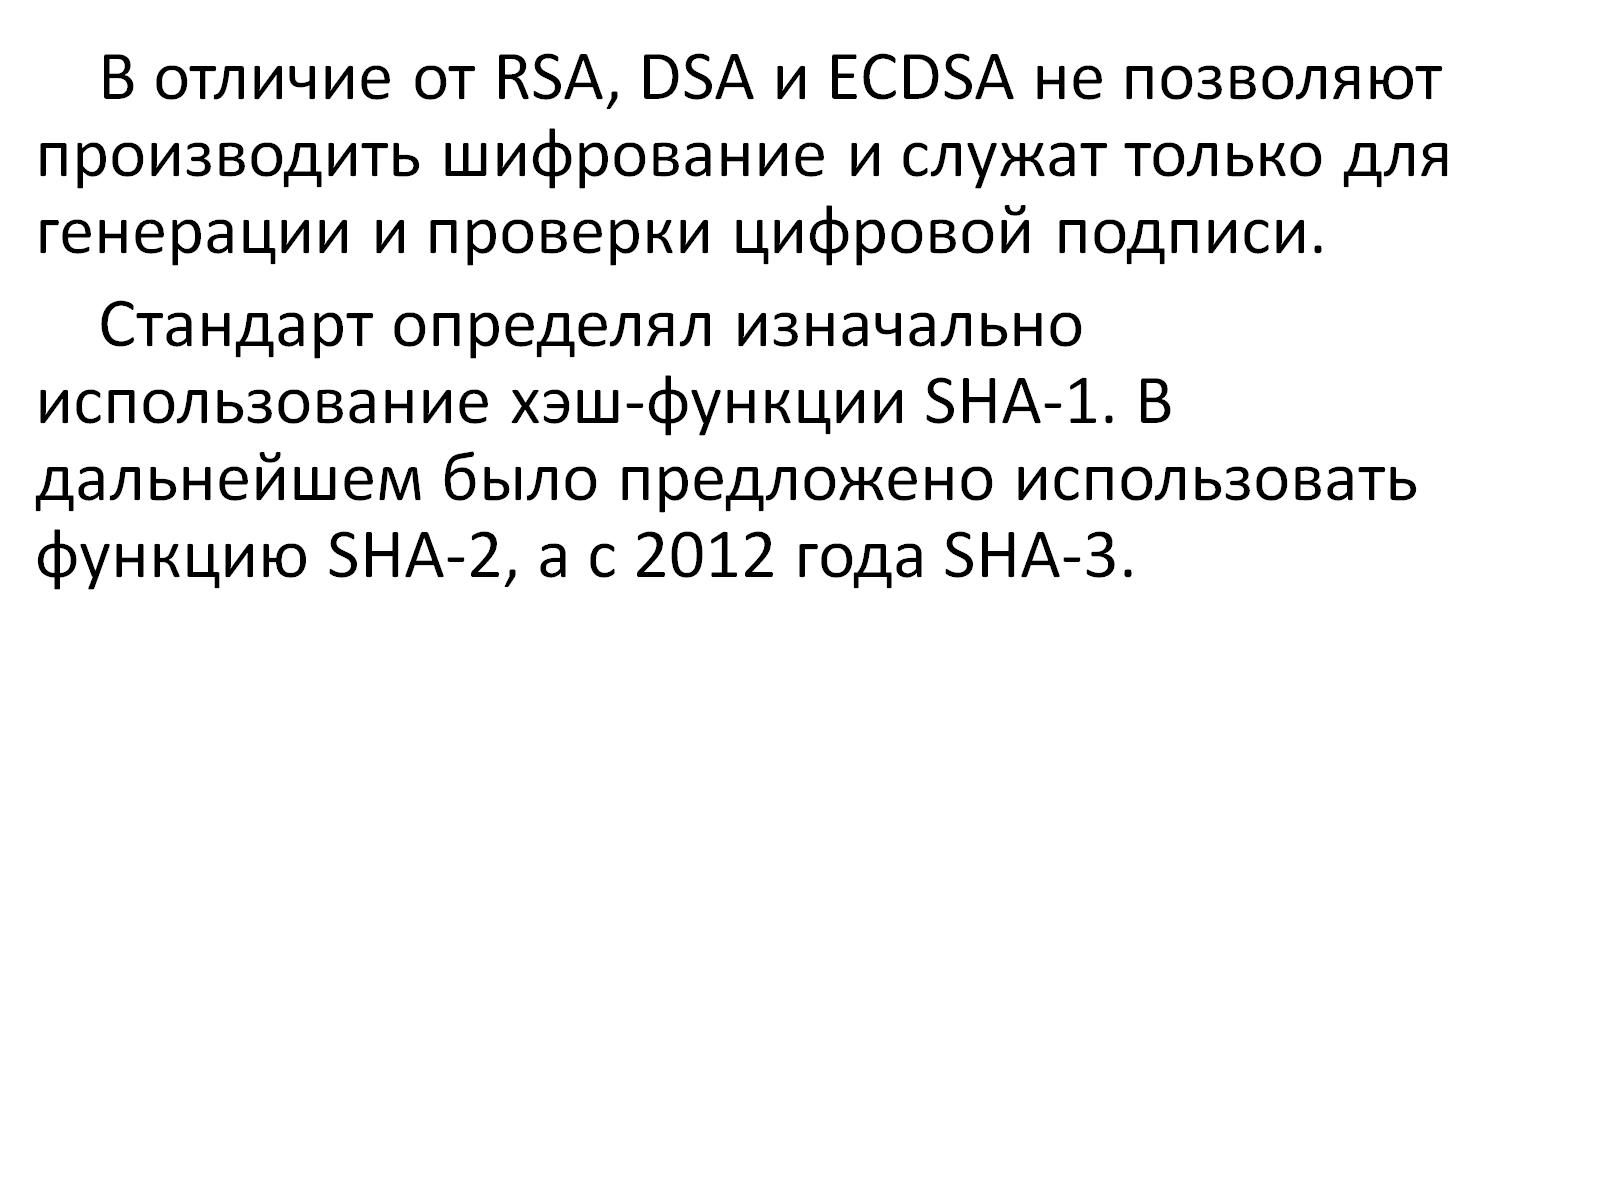 В отличие от RSA, DSA и ECDSA не позволяют
производить шифрование и служат только для
генерации и проверки цифровой подписи.
Стандарт определял изначально
использование хэш-функции SHA-1. В
дальнейшем было предложено использовать
функцию SHA-2, а с 2012 года SHA-3.